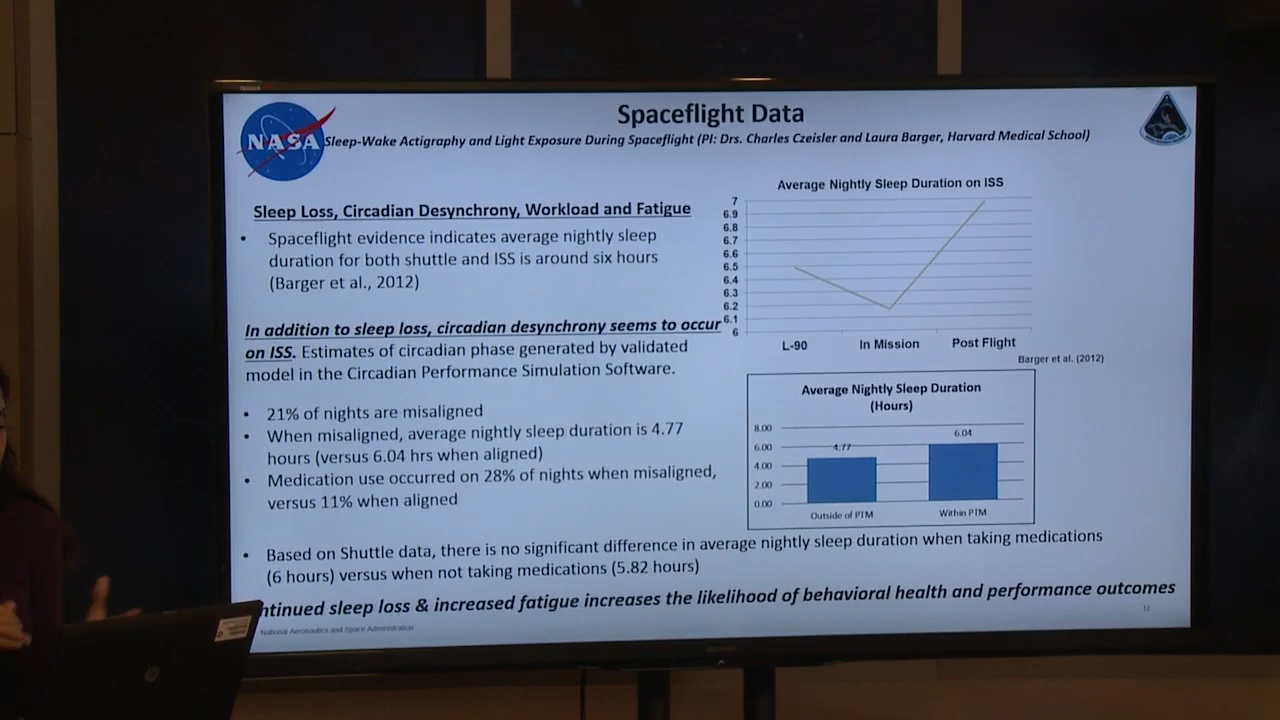 Spaceflight Data
NASA
Sleep-Wake Actigraphy and Light Exposure During Spaceflight (PI: Drs. Charles Czeisler and Laura Barger, Harvard Medical School)
Sleep Loss, Circadian Desynchrony, Workload and Fatigue
• Spaceflight evidence indicates average nightly sleep
duration for both shuttle and ISS is around six hours
(Barger et al., 2012)
In addition to sleep loss, circadian desynchrony seems to occur
on ISS. Estimates of circadian phase generated by validated
model in the Circadian Performance Simulation Software.
• 21% of nights are misaligned
• When misaligned, average nightly sleep duration is 4.77
hours (versus 6.04 hrs when aligned)
• Medication use occurred on 28% of nights when misaligned,
versus 11% when aligned
Average Nightly Sleep Duration on ISS
7
6.9
6.8
6.7
6.6
6.5
6.4
6.3
6.2
6.1
6
L-90 In Mission Post Flight
Barger et al. (2012)
Average Nightly Sleep Duration
(Hours)
8.00
6.00
4.00
2.00
0.00
4.77
6.04
Outside of PTM Within PTM
• Based on Shuttle data, there is no significant difference in average nightly sleep duration when taking medications
(6 hours) versus when not taking medications (5.82 hours)
ntinued sleep loss & increased fatigue increases the likelihood of behavioral health and performance outcomes
National Aeronautics and Space Administration
12
hp